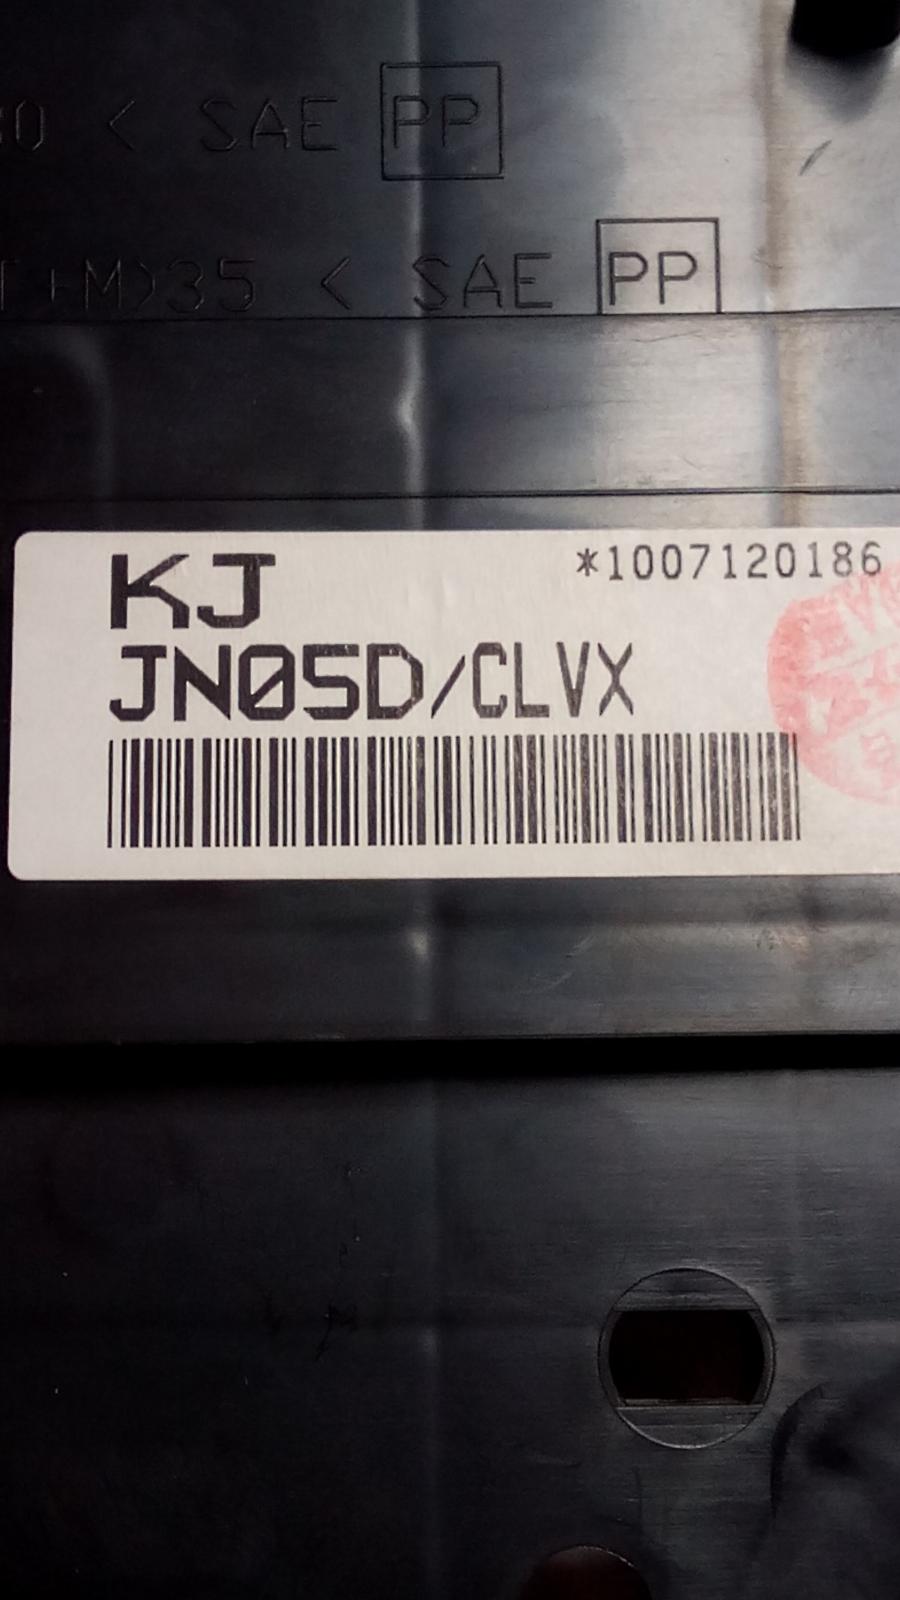 0 < SAE PP
+M)35 < SAE PP
KJ *1007120186
JN05D/CLVX